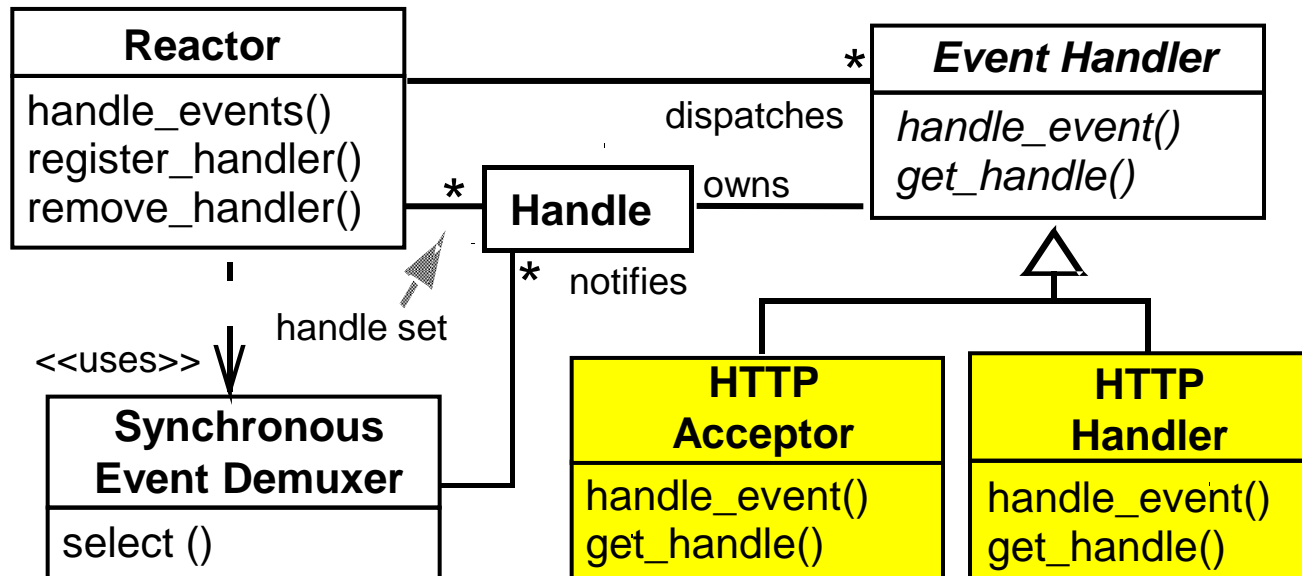 Reactor
handle_events()
register_handler()
remove_handler()
*
dispatches
Event Handler
handle_event()
get_handle()
*
Handle
owns
*
notifies
handle set
<<uses>>
Synchronous
Event Demuxer
select ()
HTTP
Acceptor
handle_event()
get_handle()
HTTP
Handler
handle_event()
get_handle()